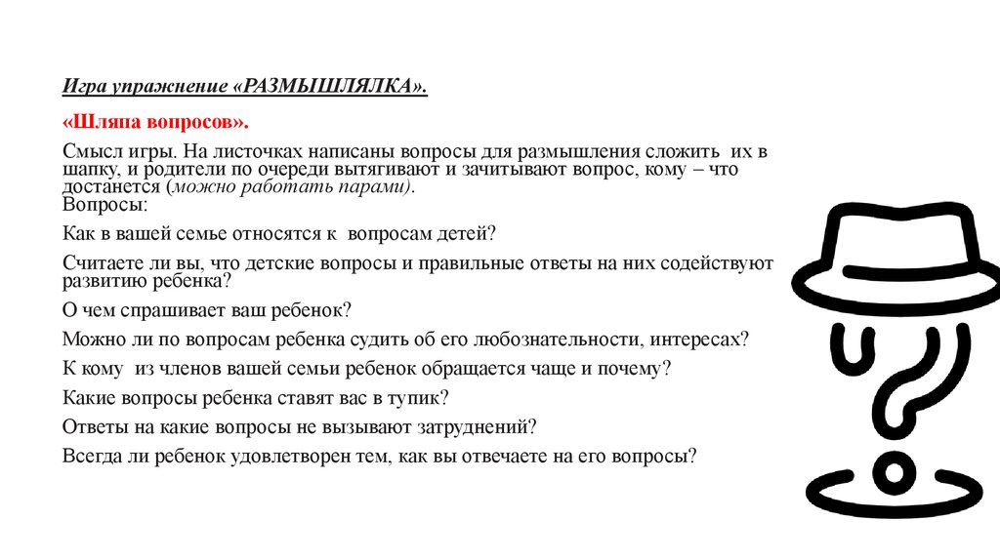 Игра упражнение «РАЗМЫШЛЯЛКА».
«Шляпа вопросов».
Смысл игры. На листочках написаны вопросы для размышления сложить их в
шапку, и родители по очереди вытягивают и зачитывают вопрос, кому – что
достанется (можно работать парами).
Вопросы:
Как в вашей семье относятся к вопросам детей?
Считаете ли вы, что детские вопросы и правильные ответы на них содействуют
развитию ребенка?
О чем спрашивает ваш ребенок?
Можно ли по вопросам ребенка судить об его любознательности, интересах?
К кому из членов вашей семьи ребенок обращается чаще и почему?
Какие вопросы ребенка ставят вас в тупик?
Ответы на какие вопросы не вызывают затруднений?
Всегда ли ребенок удовлетворен тем, как вы отвечаете на его вопросы?